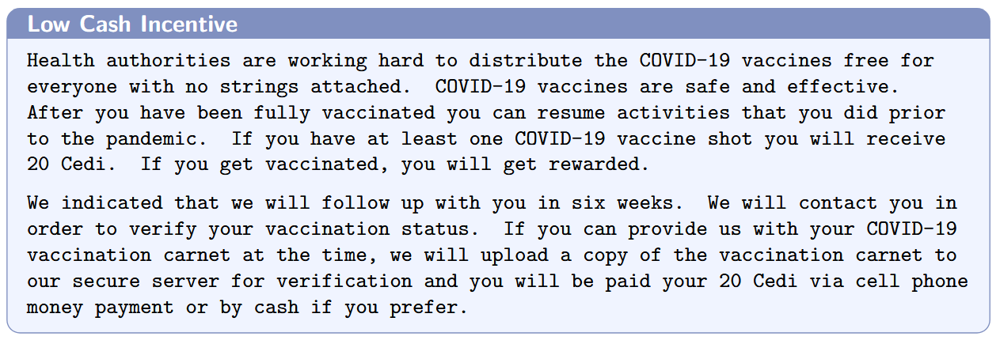 Low Cash Incentive
Health authorities are working hard to distribute the COVID-19 vaccines free for
everyone with no strings attached. COVID-19 vaccines are safe and effective.
After you have been fully vaccinated you can resume activities that you did prior
to the pandemic. If you have at least one COVID-19 vaccine shot you will receive
20 Cedi. If you get vaccinated, you will get rewarded.
We indicated that we will follow up with you in six weeks. We will contact you in
order to verify your vaccination status. If you can provide us with your COVID-19
vaccination carnet at the time, we will upload a copy of the vaccination carnet to
our secure server for verification and you will be paid your 20 Cedi via cell phone
money payment or by cash if you prefer.